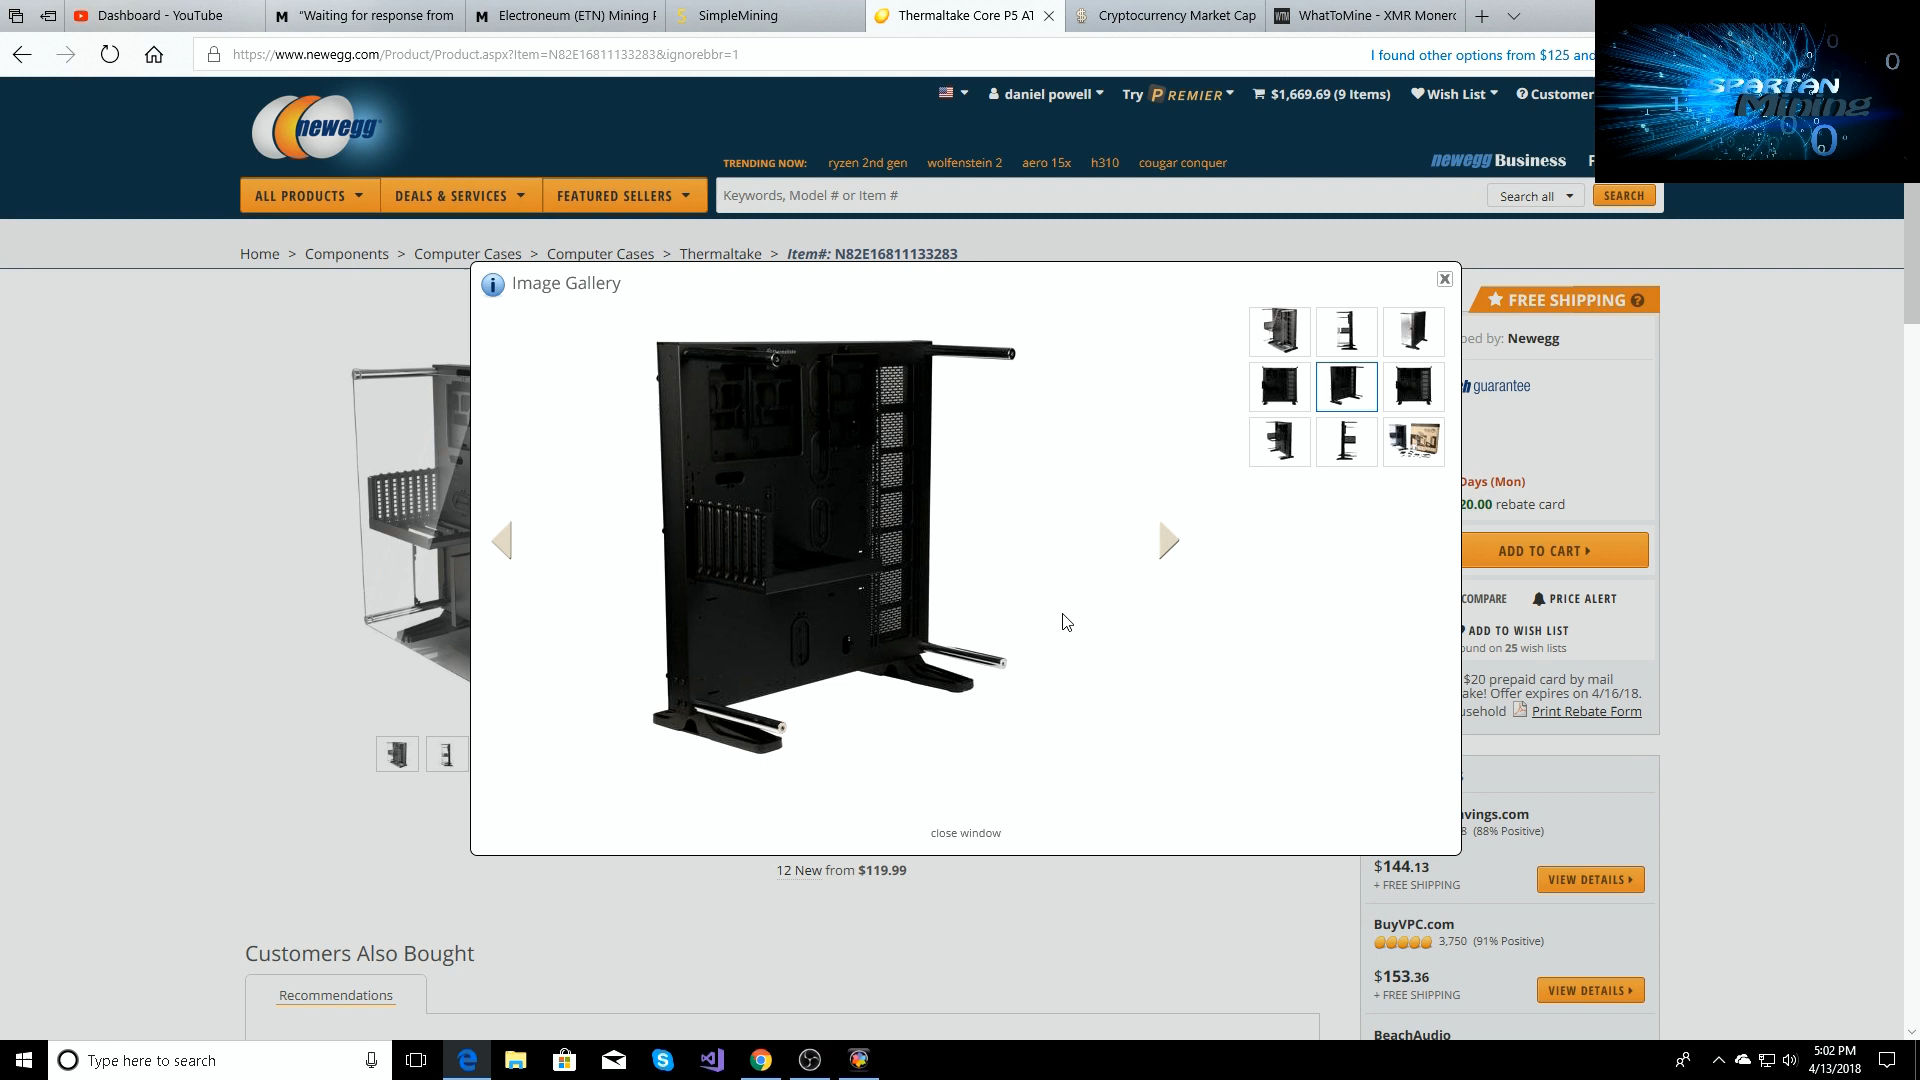 Dashboard - YouTube
"Waiting for response from
Electroneum (ETN) Mining P
SimpleMining
Thermaltake Core P5 AT
Cryptocurrency Market Cap
WhatToMine - XMR Monero
https://www.newegg.com/Product/Product.aspx?Item=N82E16811133283&ignorebbr=1
I found other options from $125 and
SPARTAN
Mining
newegg
daniel powell
Try PREMIER
$1,669.69 (9 Items)
Wish List
Customer
TRENDING NOW: ryzen 2nd gen wolfenstein 2 aero 15x h310 cougar conquer
newegg Business
ALL PRODUCTS
DEALS & SERVICES
FEATURED SELLERS
Keywords, Model # or Item #
Search all
SEARCH
Home > Components > Computer Cases > Computer Cases > Thermaltake > Item#: N82E16811133283
Image Gallery
close window
FREE SHIPPING
ped by: Newegg
guarantee
Days (Mon)
20.00 rebate card
ADD TO CART
COMPARE
PRICE ALERT
ADD TO WISH LIST
ound on 25 wish lists
$20 prepaid card by mail
ake! Offer expires on 4/16/18.
usehold Print Rebate Form
avings.com
8 (88% Positive)
$144.13
+ FREE SHIPPING
VIEW DETAILS
BuyVPC.com
3,750 (91% Positive)
$153.36
+ FREE SHIPPING
VIEW DETAILS
BeachAudio
12 New from $119.99
Customers Also Bought
Recommendations
Type here to search
5:02 PM
4/13/2018